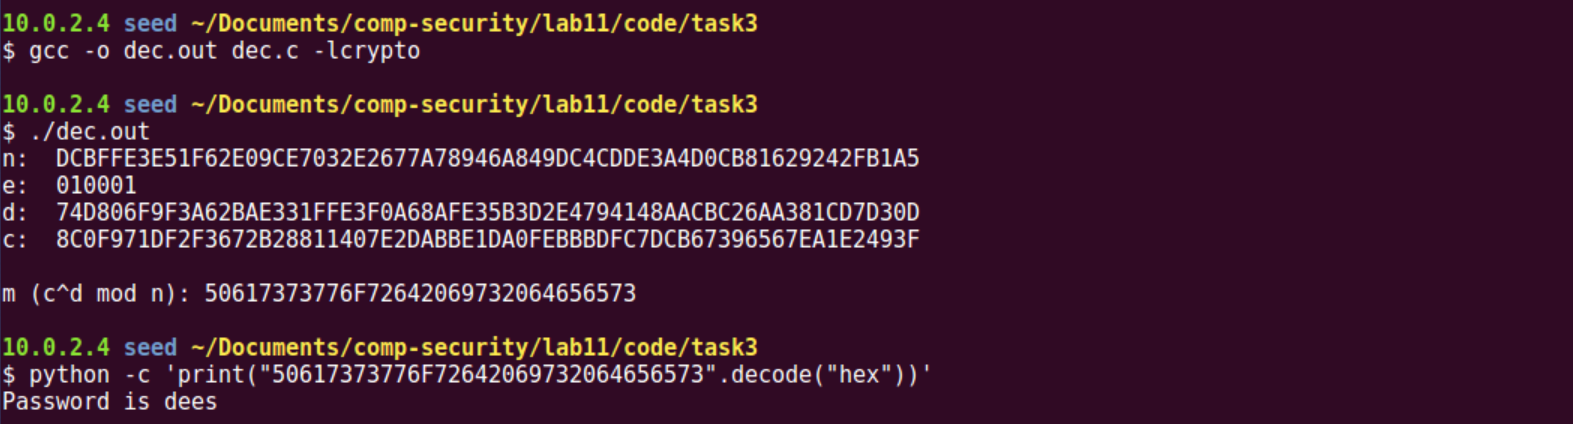 10.0.2.4 seed ~/Documents/comp-security/lab11/code/task3
$ gcc -o dec.out dec.c -lcrypto
10.0.2.4 seed ~/Documents/comp-security/lab11/code/task3
$ ./dec.out
n:  DCBFFE3E51F62E09CE7032E2677A78946A849DC4CDDE3A4D0CB81629242FB1A5
e:  010001
d:  74D806F9F3A62BAE331FFE3F0A68AFE35B3D2E4794148AACBC26AA381CD7D30D
c:  8C0F971DF2F3672B28811407E2DABBE1DA0FEBBBDFC7DCB67396567EA1E2493F
m (c^d mod n): 50617373776F72642069732064656573
10.0.2.4 seed ~/Documents/comp-security/lab11/code/task3
$ python -c 'print("50617373776F72642069732064656573".decode("hex"))'
Password is dees